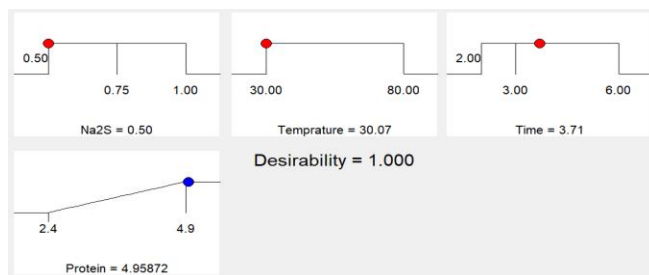 0.50
0.75
1.00
Na2S = 0.50
30.00
80.00
Temprature = 30.07
2.00
3.00
6.00
Time = 3.71
2.4
4.9
Protein = 4.95872
Desirability = 1.000